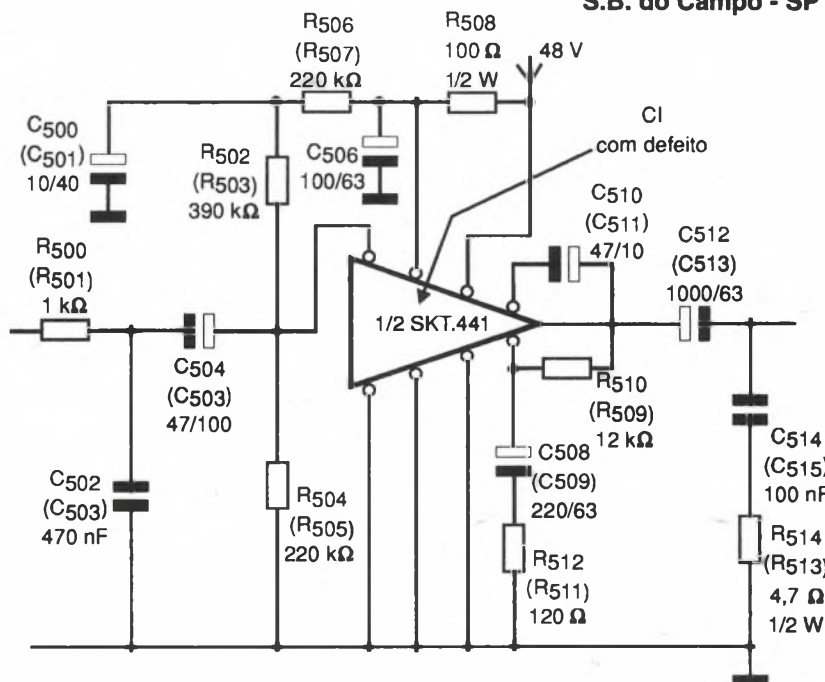 S.B. do Campo - SP
R506
(R507)
220 kΩ
R508
100 Ω
1/2 W
48 V
CI
com defeito
C500
(C501)
10/40
R502
(R503)
390 kΩ
C506
100/63
C510
(C511)
47/10
C512
(C513)
1000/63
R500
(R501)
1 kΩ
1/2 SKT.441
C504
(C503)
47/100
R510
(R509)
12 kΩ
C502
(C503)
470 nF
R504
(R505)
220 kΩ
C508
(C509)
220/63
C514
(C515)
100 nF
R512
(R511)
120 Ω
R514
(R513)
4,7 Ω
1/2 W